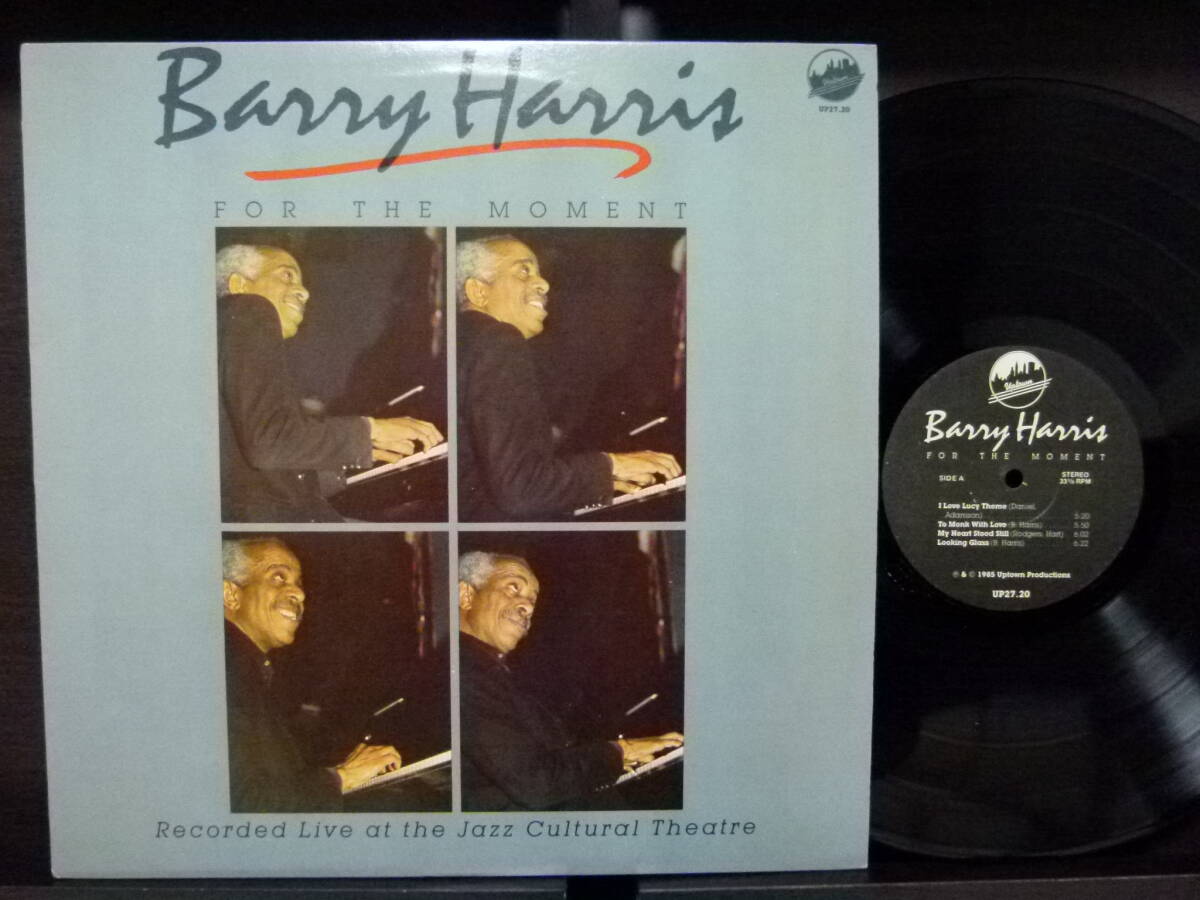 Barry Harris
UP27.20
FOR THE MOMENT
Recorded Live at the Jazz Cultural Theatre
Uptown
Barry Harris
FOR THE MOMENT
SIDE A
STEREO
33⅓ RPM
I Love Lucy Theme (Daniel,
Adamson) 5:20
To Monk With Love (B. Harris) 5:50
My Heart Stood Still (Rodgers, Hart) 6:02
Looking Glass (B. Harris) 6:22
℗ & © 1985 Uptown Productions
UP27.20